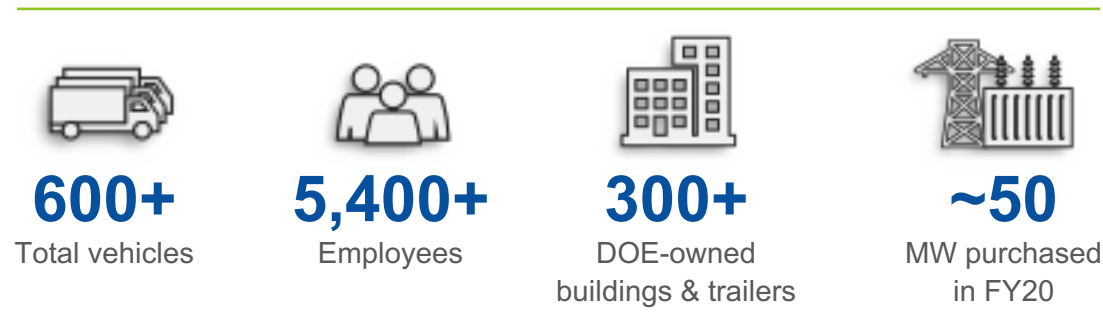 600+
Total vehicles
5,400+
Employees
300+
DOE-owned
buildings & trailers
~50
MW purchased
in FY20